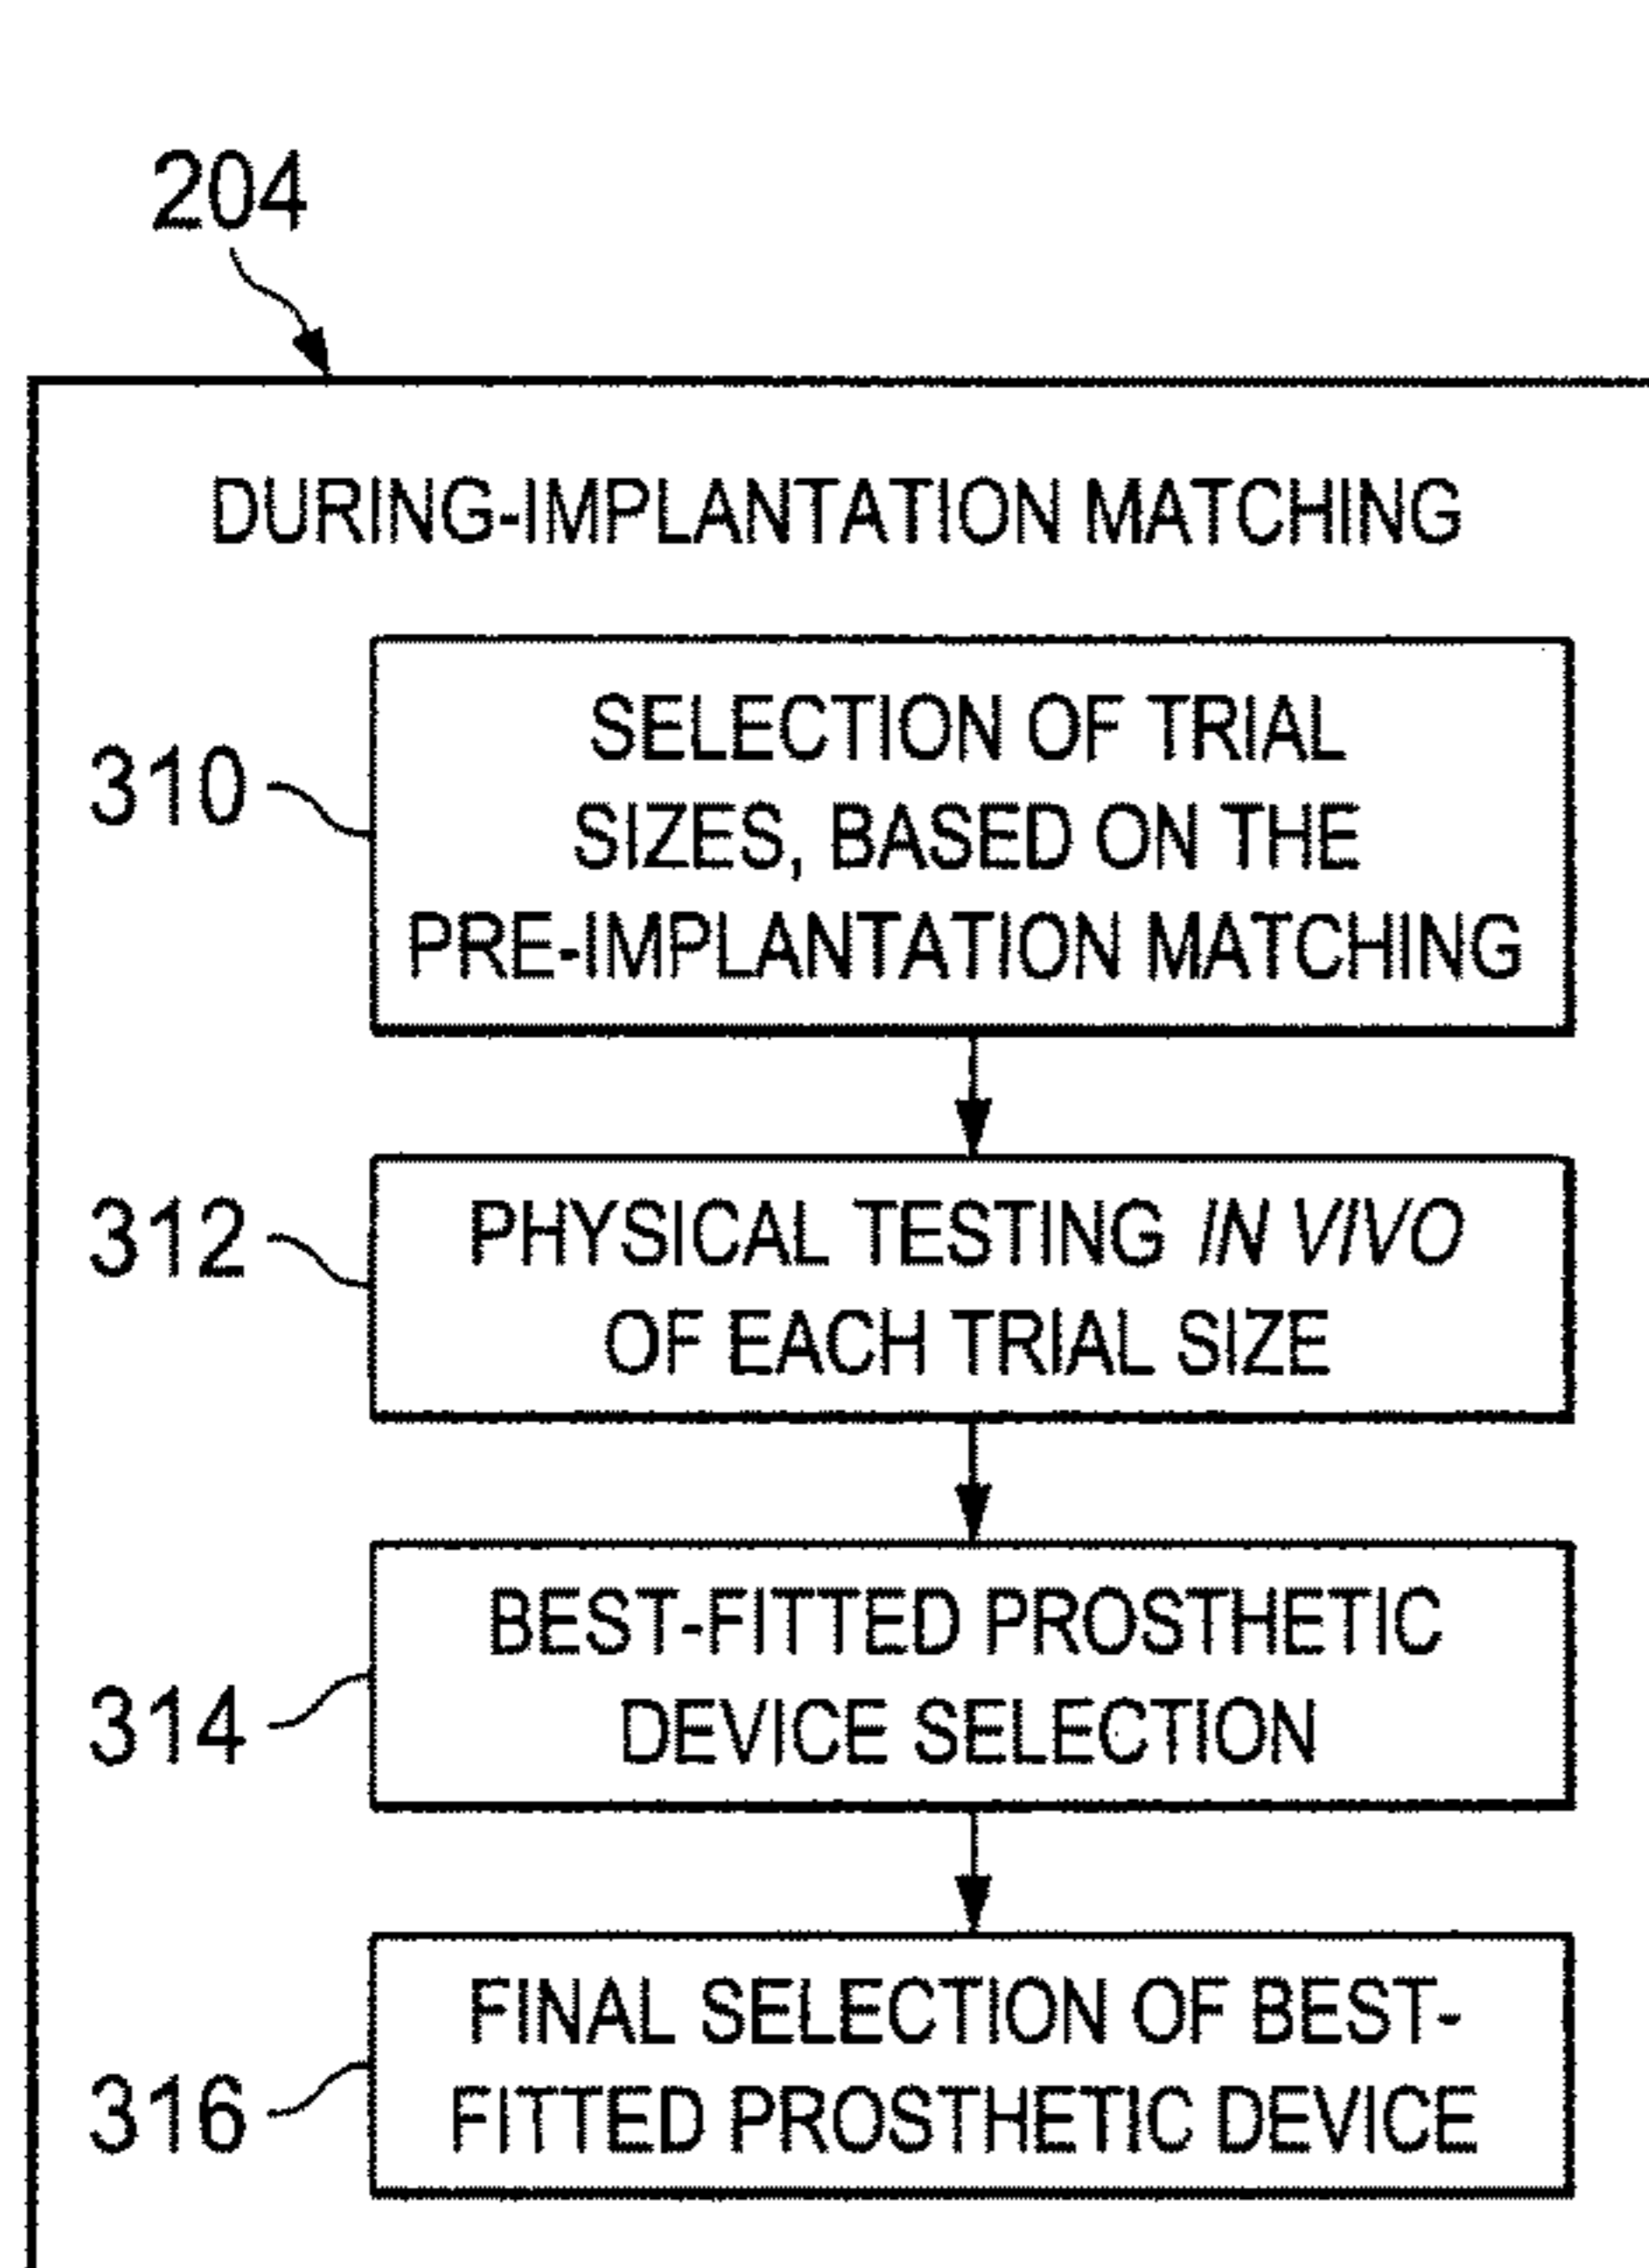 204
DURING-IMPLANTATION MATCHING
310
SELECTION OF TRIAL
SIZES, BASED ON THE
PRE-IMPLANTATION MATCHING
312
PHYSICAL TESTING IN VIVO
OF EACH TRIAL SIZE
314
BEST-FITTED PROSTHETIC
DEVICE SELECTION
316
FINAL SELECTION OF BEST-
FITTED PROSTHETIC DEVICE